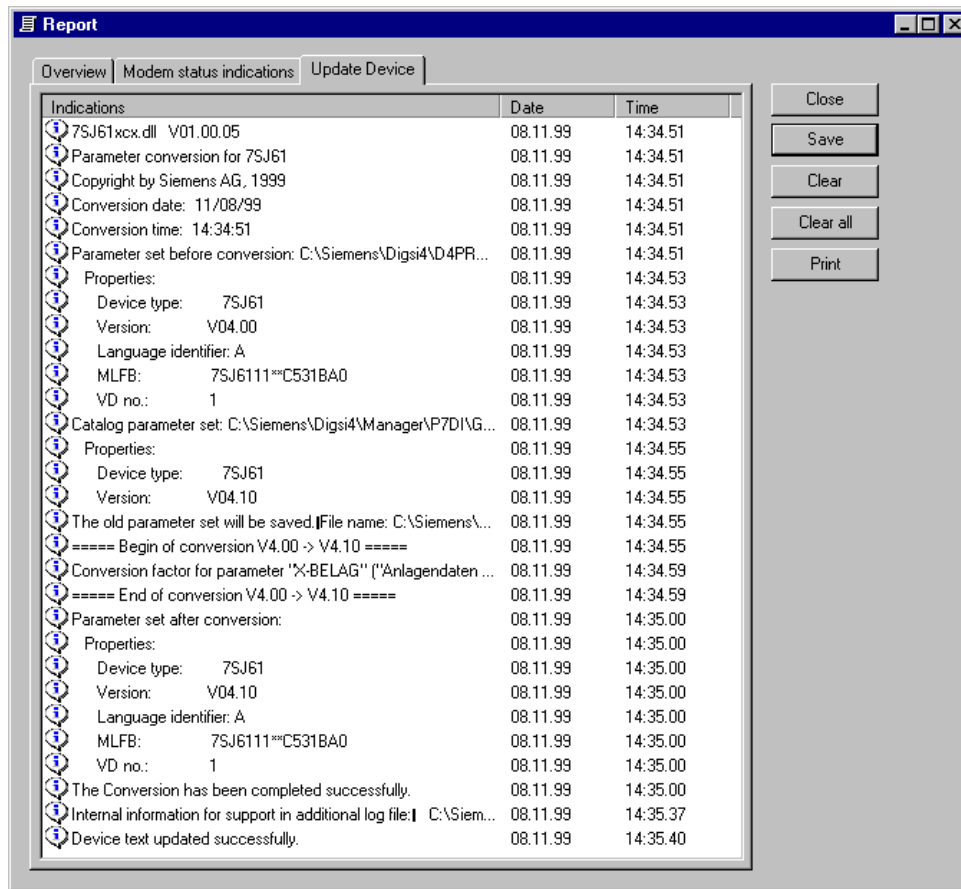 Report
Overview Modem status indications Update Device
Indications Date Time
7SJ61xcx.dll V01.00.05 08.11.99 14:34.51
Parameter conversion for 7SJ61 08.11.99 14:34.51
Copyright by Siemens AG, 1999 08.11.99 14:34.51
Conversion date: 11/08/99 08.11.99 14:34.51
Conversion time: 14:34:51 08.11.99 14:34.51
Parameter set before conversion: C:\Siemens\Digsi4\D4PR... 08.11.99 14:34.51
Properties: 08.11.99 14:34.53
Device type: 7SJ61 08.11.99 14:34.53
Version: V04.00 08.11.99 14:34.53
Language identifier: A 08.11.99 14:34.53
MLFB: 7SJ6111**C531BA0 08.11.99 14:34.53
VD no.: 1 08.11.99 14:34.53
Catalog parameter set: C:\Siemens\Digsi4\Manager\P7DI\G... 08.11.99 14:34.53
Properties: 08.11.99 14:34.55
Device type: 7SJ61 08.11.99 14:34.55
Version: V04.10 08.11.99 14:34.55
The old parameter set will be saved.|File name: C:\Siemens\... 08.11.99 14:34.55
===== Begin of conversion V4.00 -> V4.10 ===== 08.11.99 14:34.55
Conversion factor for parameter "X-BELAG" ("Anlagendaten ... 08.11.99 14:34.59
===== End of conversion V4.00 -> V4.10 ===== 08.11.99 14:34.59
Parameter set after conversion: 08.11.99 14:35.00
Properties: 08.11.99 14:35.00
Device type: 7SJ61 08.11.99 14:35.00
Version: V04.10 08.11.99 14:35.00
Language identifier: A 08.11.99 14:35.00
MLFB: 7SJ6111**C531BA0 08.11.99 14:35.00
VD no.: 1 08.11.99 14:35.00
The Conversion has been completed successfully. 08.11.99 14:35.00
Internal information for support in additional log file:| C:\Siem... 08.11.99 14:35.37
Device text updated successfully. 08.11.99 14:35.40
Close
Save
Clear
Clear all
Print